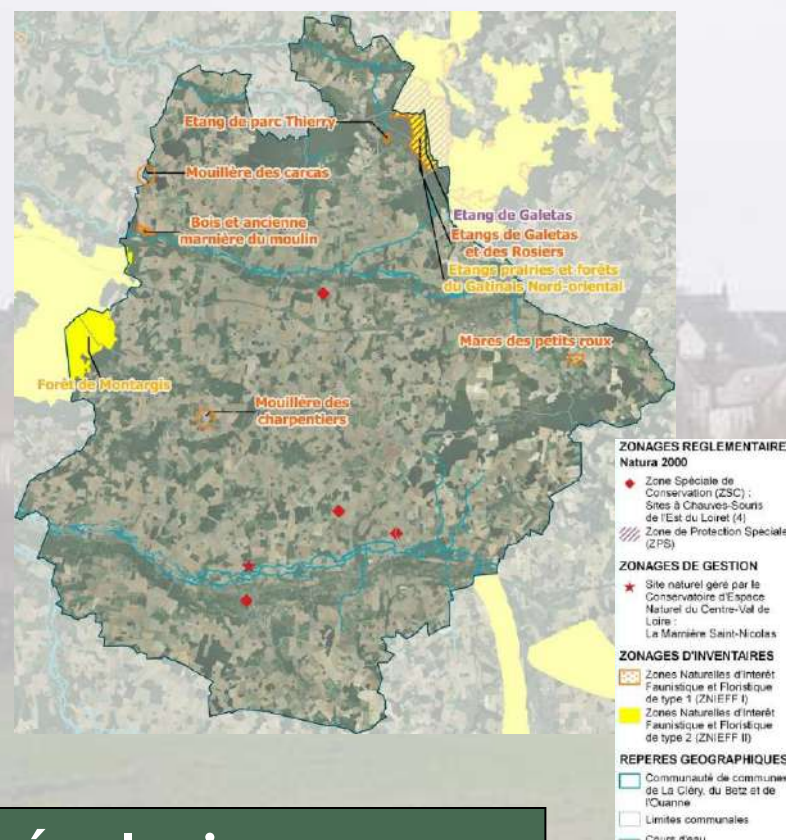 Etang de parc Thierry
Mouillère des carcas
Bois et ancienne
marnière du moulin
Etang de Galetas
Etangs de Galetas
et des Rosiers
Etangs prairies et forêts
du Gatinais Nord-oriental
Mares des petits roux
Forêt de Montargis
Mouillère des
charpentiers
ZONAGES REGLEMENTAIRE
Natura 2000
Zone Spéciale de
Conservation (ZSC) :
Sites à Chauves-Souris
de l'Est du Loiret (4)
Zone de Protection Spéciale
(ZPS)
ZONAGES DE GESTION
Site naturel géré par le
Conservatoire d'Espace
Naturel du Centre-Val de
Loire :
La Marnière Saint-Nicolas
ZONAGES D'INVENTAIRES
Zones Naturelles d'Interêt
Faunistique et Floristique
de type 1 (ZNIEFF I)
Zones Naturelles d'Interêt
Faunistique et Floristique
de type 2 (ZNIEFF II)
REPERES GEOGRAPHIQUES
Communauté de communes
de La Cléry, du Betz et de
l'Ouanne
Limites communales
Cours d'eau